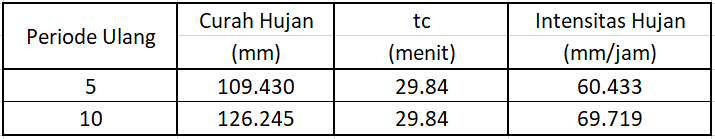 Periode Ulang Curah Hujan (mm) tc (menit) Intensitas Hujan (mm/jam)
5 109.430 29.84 60.433
10 126.245 29.84 69.719